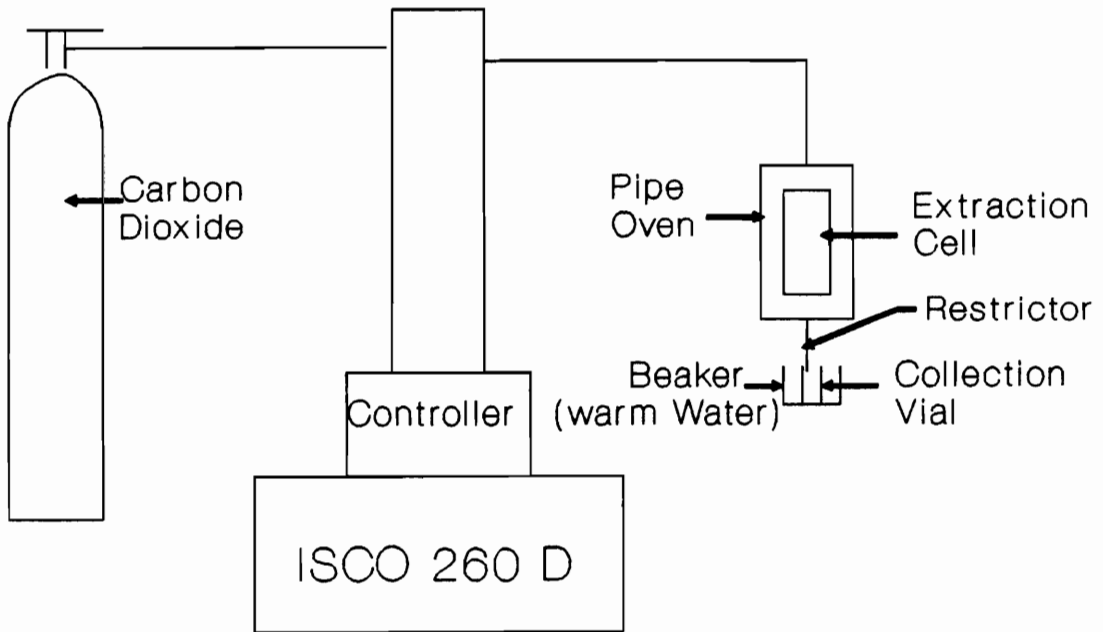 Carbon
Dioxide
Pipe
Oven
Extraction
Cell
Restrictor
Beaker
(warm Water)
Collection
Vial
Controller
ISCO 260 D